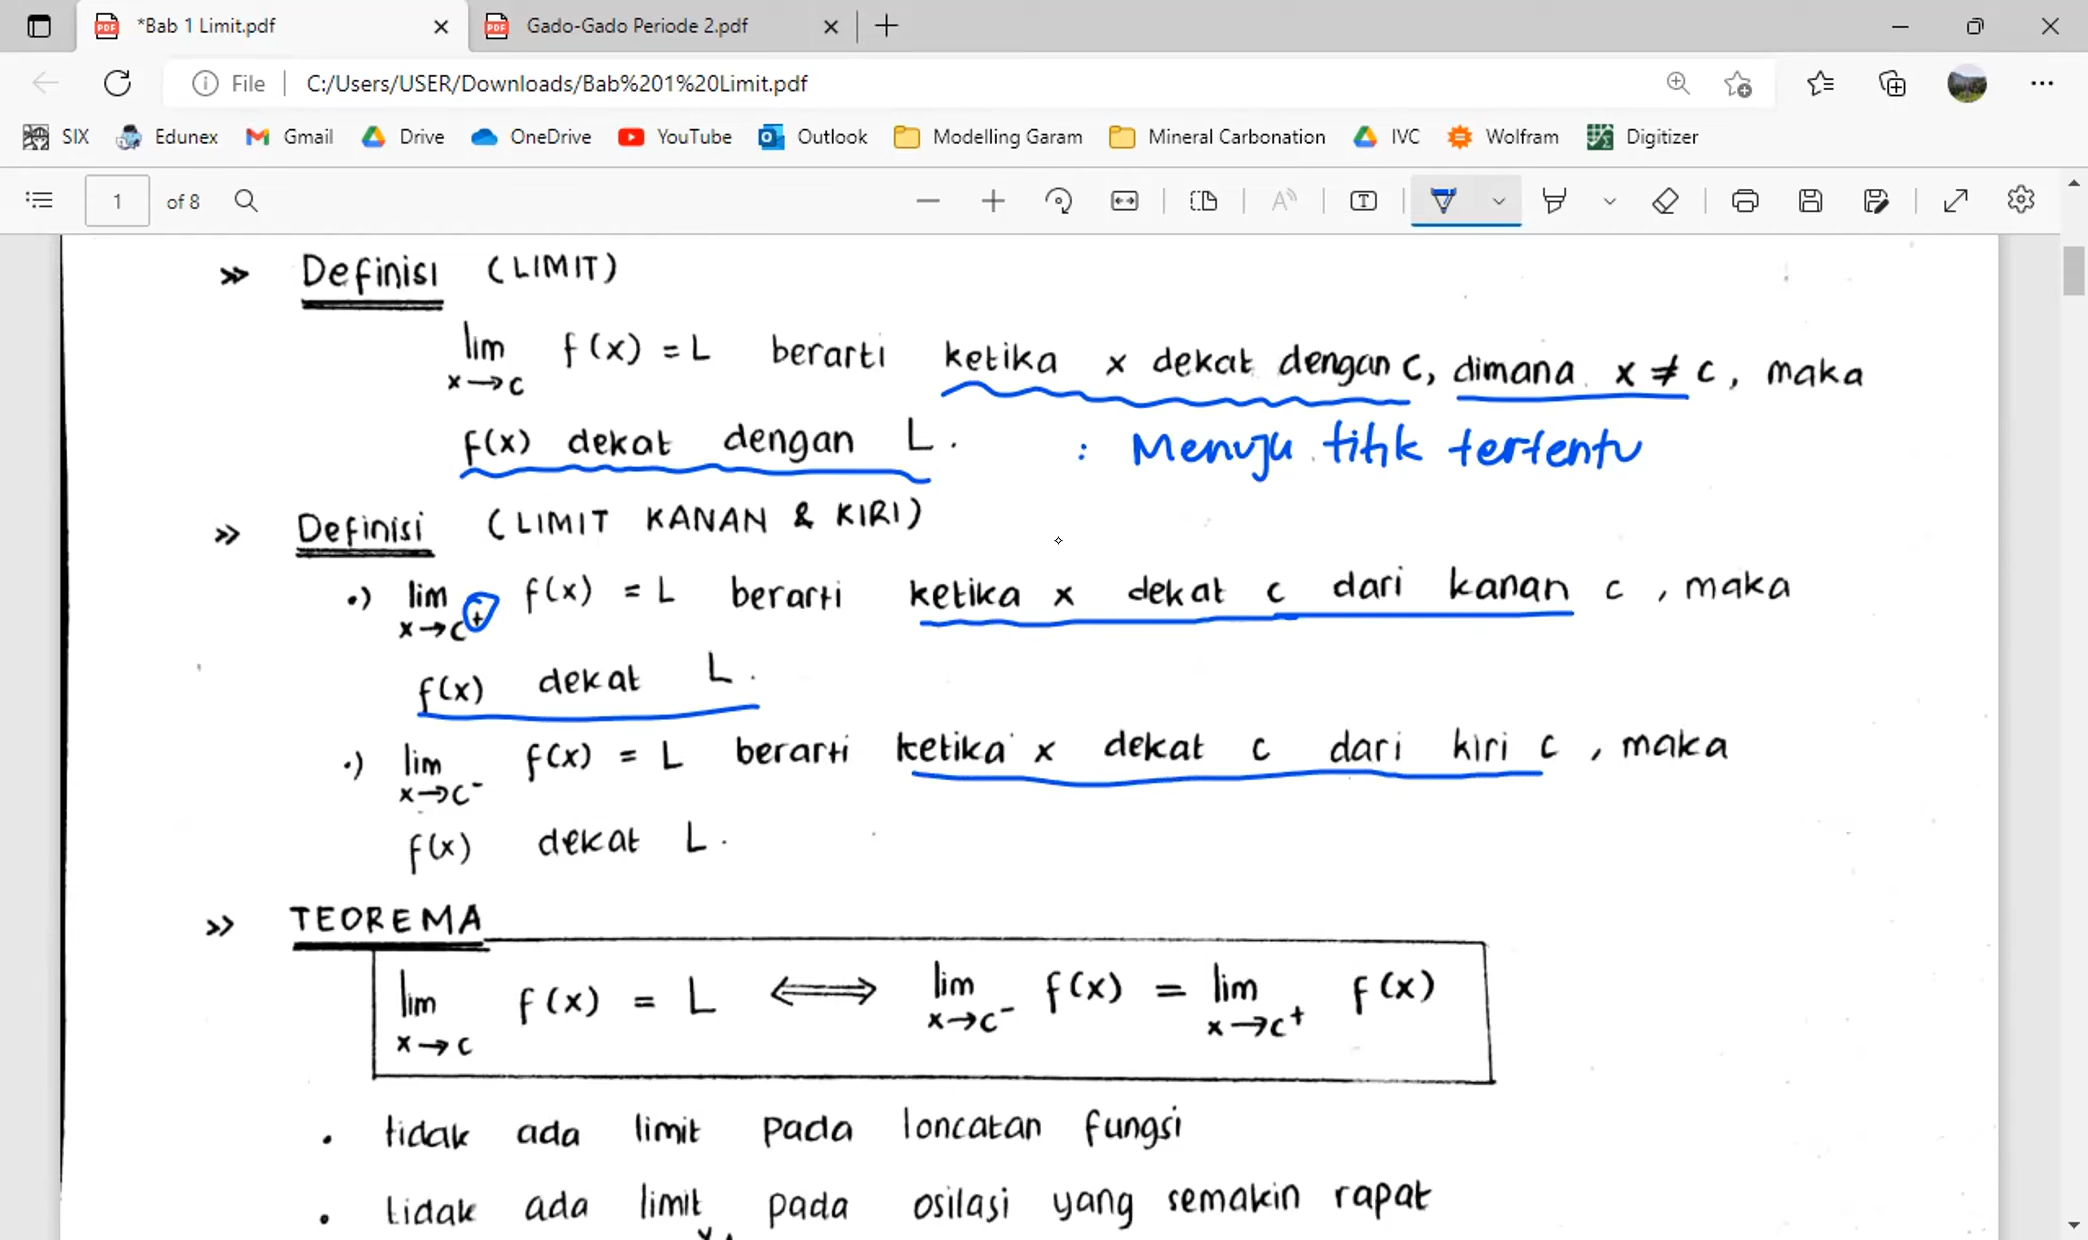 *Bab 1 Limit.pdf
Gado-Gado Periode 2.pdf
File
C:/Users/USER/Downloads/Bab%201%20Limit.pdf
SIX Edunex Gmail Drive OneDrive YouTube Outlook Modelling Garam Mineral Carbonation IVC Wolfram Digitizer
1 of 8
>> Definisi (LIMIT)
lim x→c f(x) = L berarti ketika x dekat dengan c, dimana x ≠ c, maka
f(x) dekat dengan L.
: Menuju titik tertentu
>> Definisi (LIMIT KANAN & KIRI)
•) lim x→c⁺ f(x) = L berarti ketika x dekat c dari kanan c, maka
f(x) dekat L.
•) lim x→c⁻ f(x) = L berarti ketika x dekat c dari kiri c, maka
f(x) dekat L.
>> TEOREMA
lim x→c f(x) = L ⟺ lim x→c⁻ f(x) = lim x→c⁺ f(x)
• tidak ada limit pada loncatan fungsi
• tidak ada limit pada osilasi yang semakin rapat